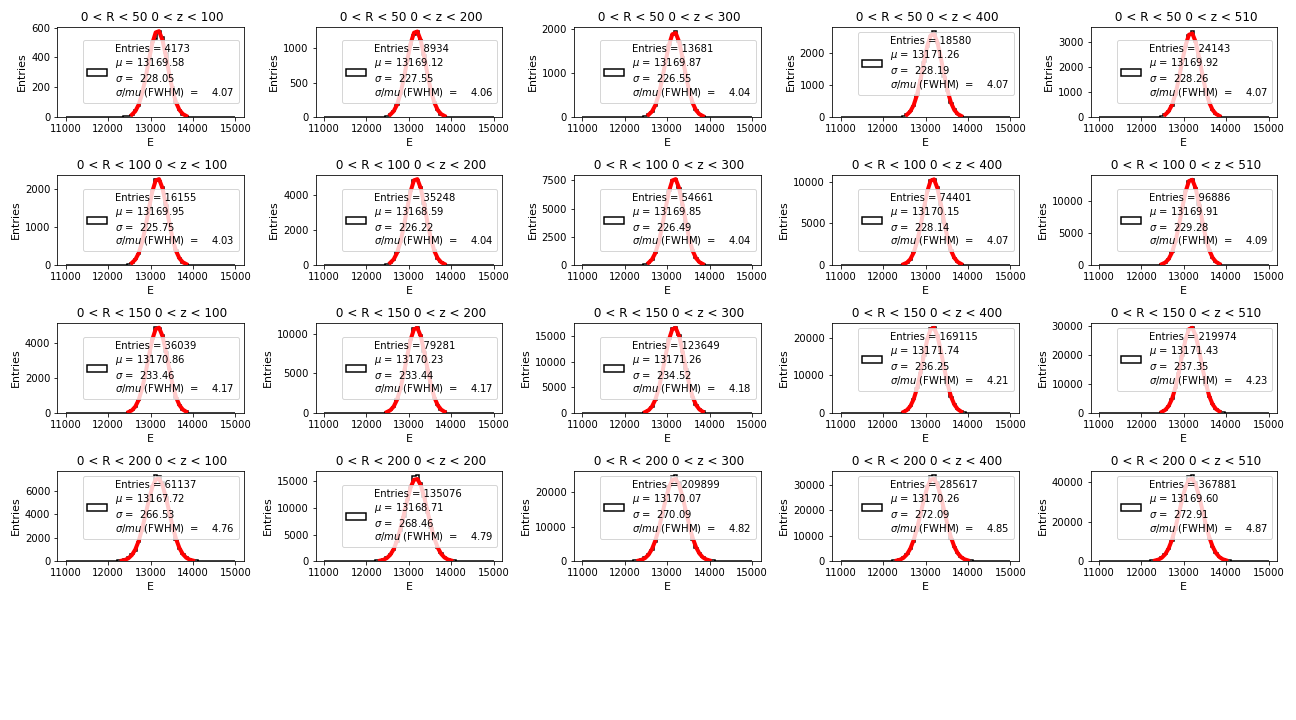 0 < R < 50 0 < z < 100
Entries
600
400
200
0
Entries = 4173
μ = 13169.58
σ = 228.05
σ/mu (FWHM) = 4.07
11000 12000 13000 14000 15000
E
0 < R < 50 0 < z < 200
Entries
1000
500
0
Entries = 8934
μ = 13169.12
σ = 227.55
σ/mu (FWHM) = 4.06
11000 12000 13000 14000 15000
E
0 < R < 50 0 < z < 300
Entries
2000
1000
0
Entries = 13681
μ = 13169.87
σ = 226.55
σ/mu (FWHM) = 4.04
11000 12000 13000 14000 15000
E
0 < R < 50 0 < z < 400
Entries
2000
1000
0
Entries = 18580
μ = 13171.26
σ = 228.19
σ/mu (FWHM) = 4.07
11000 12000 13000 14000 15000
E
0 < R < 50 0 < z < 510
Entries
3000
2000
1000
0
Entries = 24143
μ = 13169.92
σ = 228.26
σ/mu (FWHM) = 4.07
11000 12000 13000 14000 15000
E
0 < R < 100 0 < z < 100
Entries
2000
1000
0
Entries = 16155
μ = 13169.95
σ = 225.75
σ/mu (FWHM) = 4.03
11000 12000 13000 14000 15000
E
0 < R < 100 0 < z < 200
Entries
4000
2000
0
Entries = 35248
μ = 13168.59
σ = 226.22
σ/mu (FWHM) = 4.04
11000 12000 13000 14000 15000
E
0 < R < 100 0 < z < 300
Entries
7500
5000
2500
0
Entries = 54661
μ = 13169.85
σ = 226.49
σ/mu (FWHM) = 4.04
11000 12000 13000 14000 15000
E
0 < R < 100 0 < z < 400
Entries
10000
5000
0
Entries = 74401
μ = 13170.15
σ = 228.14
σ/mu (FWHM) = 4.07
11000 12000 13000 14000 15000
E
0 < R < 100 0 < z < 510
Entries
10000
5000
0
Entries = 96886
μ = 13169.91
σ = 229.28
σ/mu (FWHM) = 4.09
11000 12000 13000 14000 15000
E
0 < R < 150 0 < z < 100
Entries
4000
2000
0
Entries = 36039
μ = 13170.86
σ = 233.46
σ/mu (FWHM) = 4.17
11000 12000 13000 14000 15000
E
0 < R < 150 0 < z < 200
Entries
10000
5000
0
Entries = 79281
μ = 13170.23
σ = 233.44
σ/mu (FWHM) = 4.17
11000 12000 13000 14000 15000
E
0 < R < 150 0 < z < 300
Entries
15000
10000
5000
0
Entries = 123649
μ = 13171.26
σ = 234.52
σ/mu (FWHM) = 4.18
11000 12000 13000 14000 15000
E
0 < R < 150 0 < z < 400
Entries
20000
10000
0
Entries = 169115
μ = 13171.74
σ = 236.25
σ/mu (FWHM) = 4.21
11000 12000 13000 14000 15000
E
0 < R < 150 0 < z < 510
Entries
30000
20000
10000
0
Entries = 219974
μ = 13171.43
σ = 237.35
σ/mu (FWHM) = 4.23
11000 12000 13000 14000 15000
E
0 < R < 200 0 < z < 100
Entries
6000
4000
2000
0
Entries = 61137
μ = 13167.72
σ = 266.53
σ/mu (FWHM) = 4.76
11000 12000 13000 14000 15000
E
0 < R < 200 0 < z < 200
Entries
15000
10000
5000
0
Entries = 135076
μ = 13168.71
σ = 268.46
σ/mu (FWHM) = 4.79
11000 12000 13000 14000 15000
E
0 < R < 200 0 < z < 300
Entries
20000
10000
0
Entries = 209899
μ = 13170.07
σ = 270.09
σ/mu (FWHM) = 4.82
11000 12000 13000 14000 15000
E
0 < R < 200 0 < z < 400
Entries
30000
20000
10000
0
Entries = 285617
μ = 13170.26
σ = 272.09
σ/mu (FWHM) = 4.85
11000 12000 13000 14000 15000
E
0 < R < 200 0 < z < 510
Entries
40000
20000
0
Entries = 367881
μ = 13169.60
σ = 272.91
σ/mu (FWHM) = 4.87
11000 12000 13000 14000 15000
E